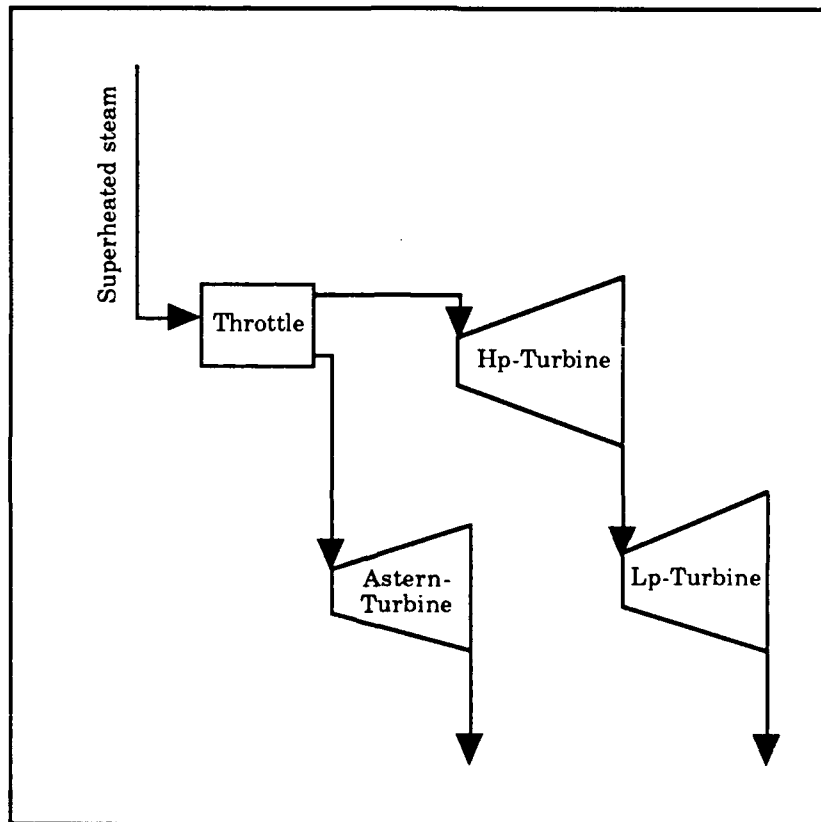 Superheated steam
Throttle
Hp-Turbine
Astern-
Turbine
Lp-Turbine